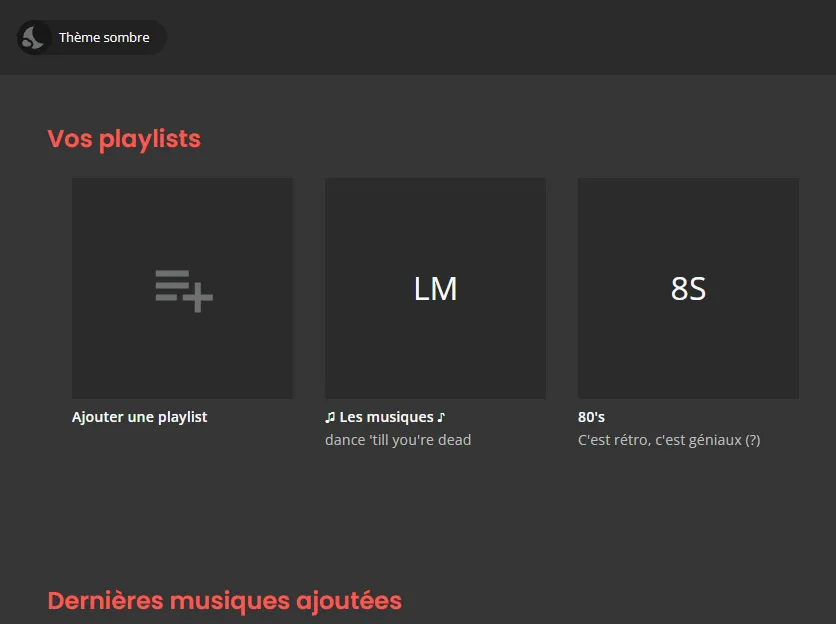 Thème sombre
Vos playlists
LM
8S
Ajouter une playlist
♫ Les musiques ♪
80's
dance 'till you're dead
C'est rétro, c'est géniaux (?)
Dernières musiques ajoutées